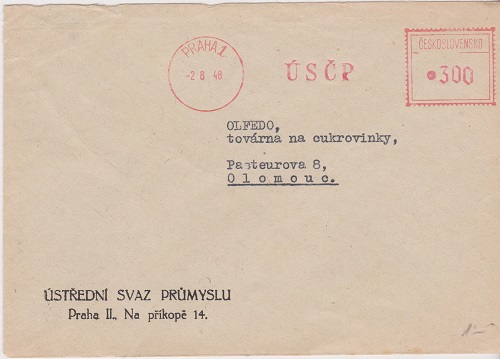 PRAHA 1
-2 8 48
ÚSČP
ČESKOSLOVENSKO
300
OLFEDO,
továrna na cukrovinky,
Pasteurova 8,
Olomouc.
ÚSTŘEDNÍ SVAZ PRŮMYSLU
Praha II., Na příkopě 14.